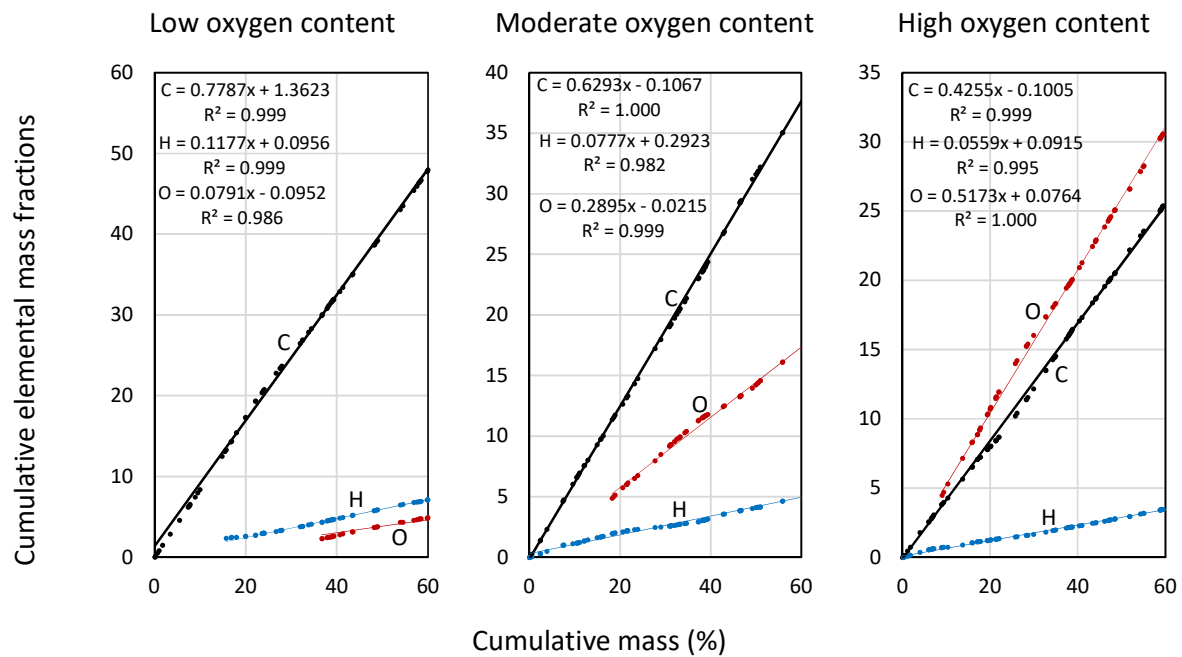 Low oxygen content
Moderate oxygen content
High oxygen content
Cumulative elemental mass fractions
60
50
40
30
20
10
0
C = 0.7787x + 1.3623
R² = 0.999
H = 0.1177x + 0.0956
R² = 0.999
O = 0.0791x - 0.0952
R² = 0.986
C
H
O
0
20
40
60
40
35
30
25
20
15
10
5
0
C = 0.6293x - 0.1067
R² = 1.000
H = 0.0777x + 0.2923
R² = 0.982
O = 0.2895x - 0.0215
R² = 0.999
C
O
H
0
20
40
60
35
30
25
20
15
10
5
0
C = 0.4255x - 0.1005
R² = 0.999
H = 0.0559x + 0.0915
R² = 0.995
O = 0.5173x + 0.0764
R² = 1.000
O
C
H
0
20
40
60
Cumulative mass (%)